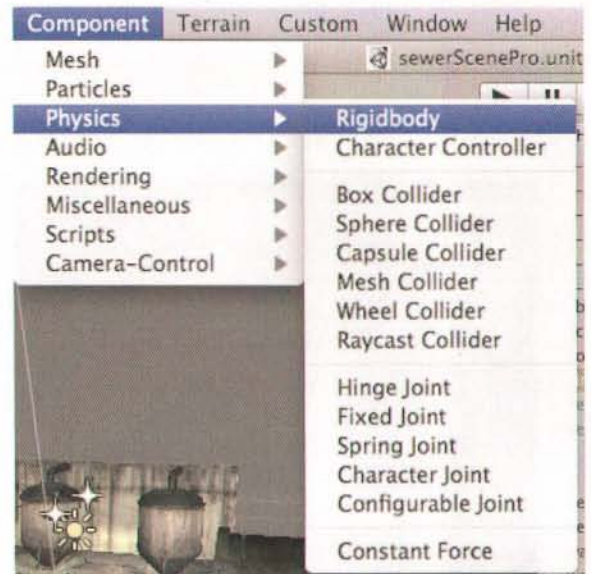 Component Terrain Custom Window Help
sewerScenePro.unit
Mesh
Particles
Physics
Audio
Rendering
Miscellaneous
Scripts
Camera-Control
Rigidbody
Character Controller
Box Collider
Sphere Collider
Capsule Collider
Mesh Collider
Wheel Collider
Raycast Collider
Hinge Joint
Fixed Joint
Spring Joint
Character Joint
Configurable Joint
Constant Force